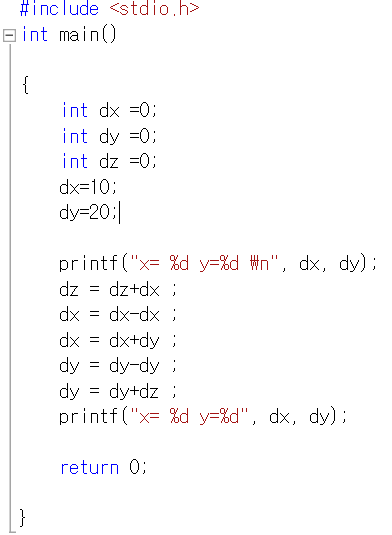 #include <stdio.h>
int main()
{
int dx =0;
int dy =0;
int dz =0;
dx=10;
dy=20;
printf("x= %d y=%d ₩n", dx, dy);
dz = dz+dx ;
dx = dx-dx ;
dx = dx+dy ;
dy = dy-dy ;
dy = dy+dz ;
printf("x= %d y=%d", dx, dy);
return 0;
}